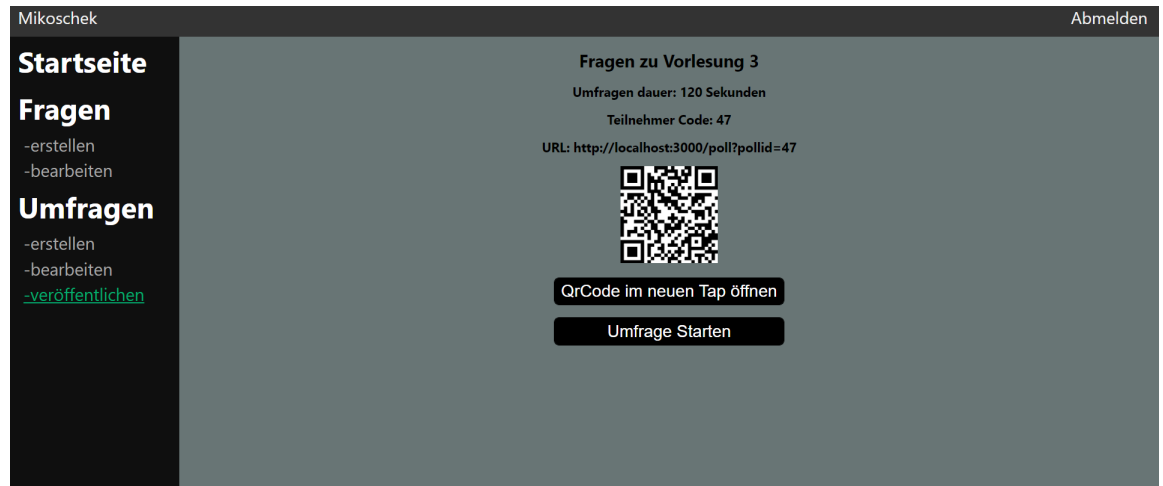 Mikoschek
Abmelden
Startseite
Fragen
-erstellen
-bearbeiten
Umfragen
-erstellen
-bearbeiten
-veröffentlichen
Fragen zu Vorlesung 3
Umfragen dauer: 120 Sekunden
Teilnehmer Code: 47
URL: http://localhost:3000/poll?pollid=47
QrCode im neuen Tap öffnen
Umfrage Starten